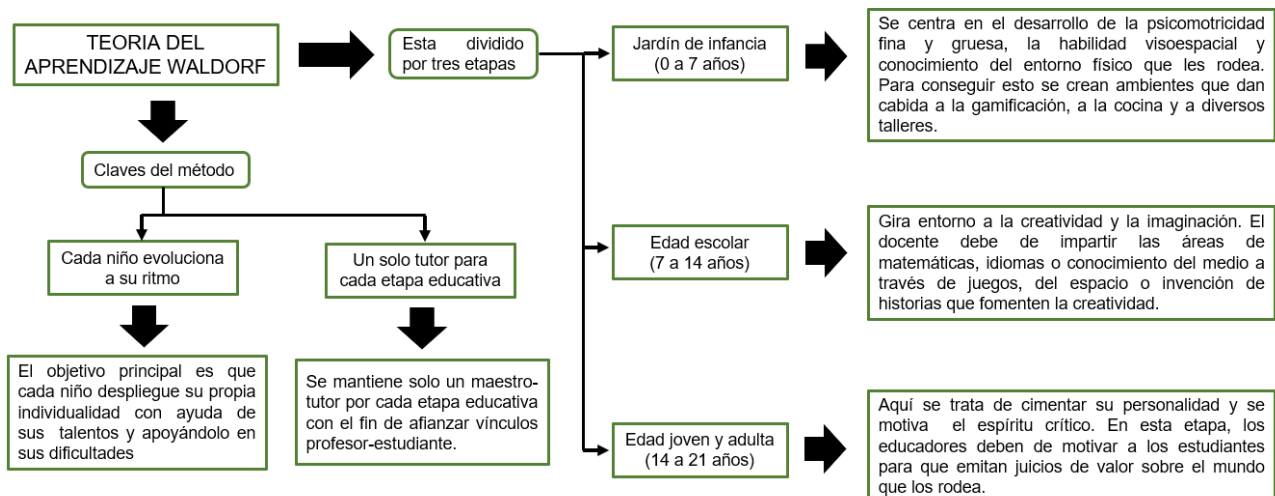 TEORIA DEL
APRENDIZAJE WALDORF
Esta dividido
por tres etapas
Jardín de infancia
(0 a 7 años)
Se centra en el desarrollo de la psicomotricidad
fina y gruesa, la habilidad visoespacial y
conocimiento del entorno físico que les rodea.
Para conseguir esto se crean ambientes que dan
cabida a la gamificación, a la cocina y a diversos
talleres.
Claves del método
Cada niño evoluciona
a su ritmo
Un solo tutor para
cada etapa educativa
Edad escolar
(7 a 14 años)
Gira entorno a la creatividad y la imaginación. El
docente debe de impartir las áreas de
matemáticas, idiomas o conocimiento del medio a
través de juegos, del espacio o invención de
historias que fomenten la creatividad.
El objetivo principal es que
cada niño despliegue su propia
individualidad con ayuda de
sus talentos y apoyándolo en
sus dificultades
Se mantiene solo un maestro-
tutor por cada etapa educativa
con el fin de afianzar vínculos
profesor-estudiante.
Edad joven y adulta
(14 a 21 años)
Aquí se trata de cimentar su personalidad y se
motiva el espíritu crítico. En esta etapa, los
educadores deben de motivar a los estudiantes
para que emitan juicios de valor sobre el mundo
que los rodea.